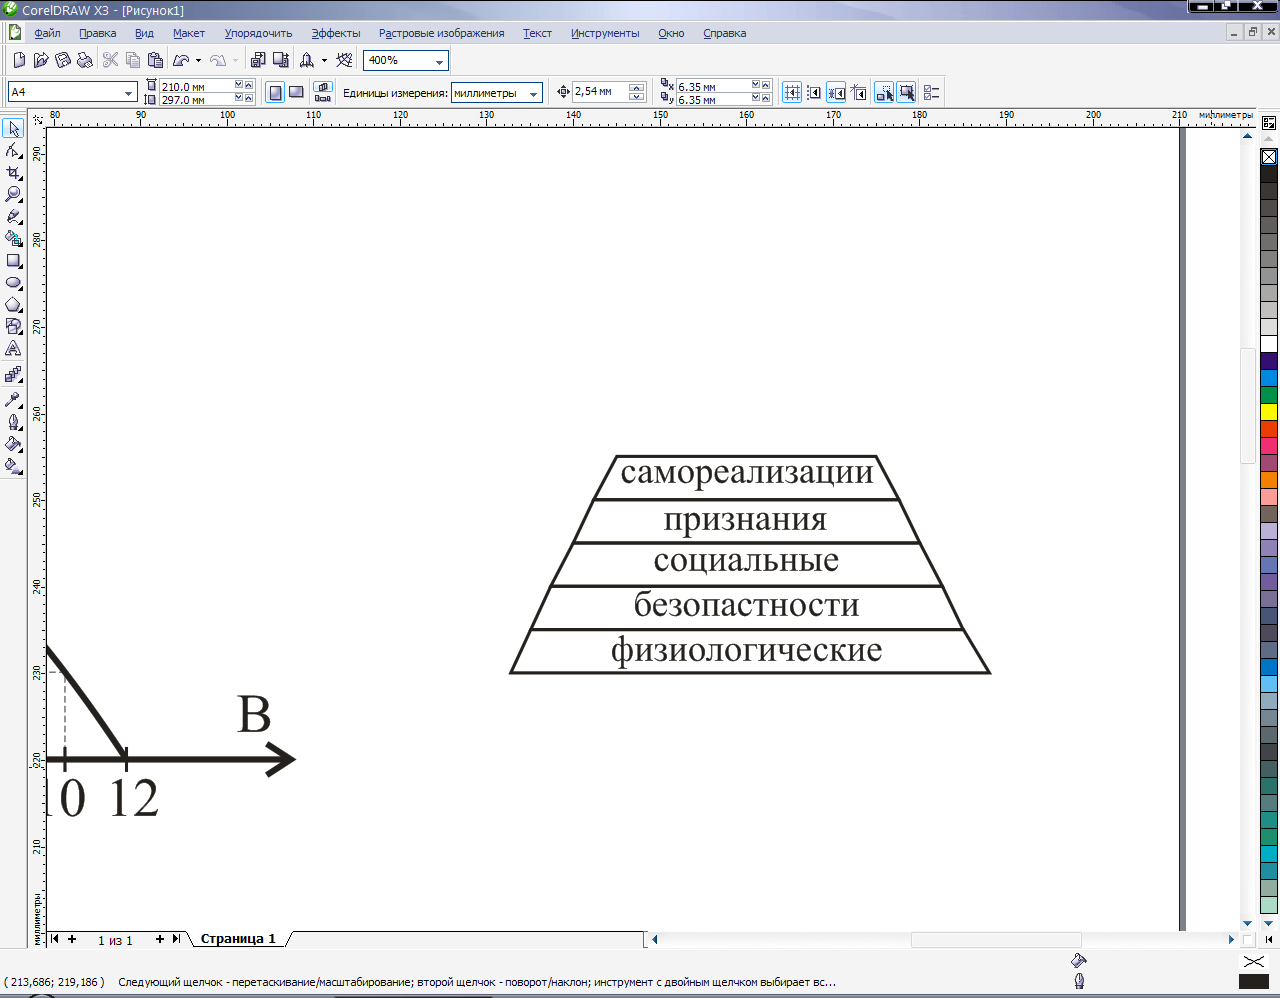 CorelDRAW X3 - [Рисунок1]
Файл Правка Вид Макет Упорядочить Эффекты Растровые изображения Текст Инструменты Окно Справка
400%
A4 210.0 мм 297.0 мм Единицы измерения: миллиметры 2,54 мм 6.35 мм 6.35 мм
80 90 100 110 120 130 140 150 160 170 180 190 200 210 миллиметры
290
280
270
260
250
240
230
220
210
миллиметры
самореализации
признания
социальные
безопастности
физиологические
В
10 12
1 из 1 Страница 1
( 213,686; 219,186 ) Следующий щелчок - перетаскивание/масштабирование; второй щелчок - поворот/наклон; инструмент с двойным щелчком выбирает вс...